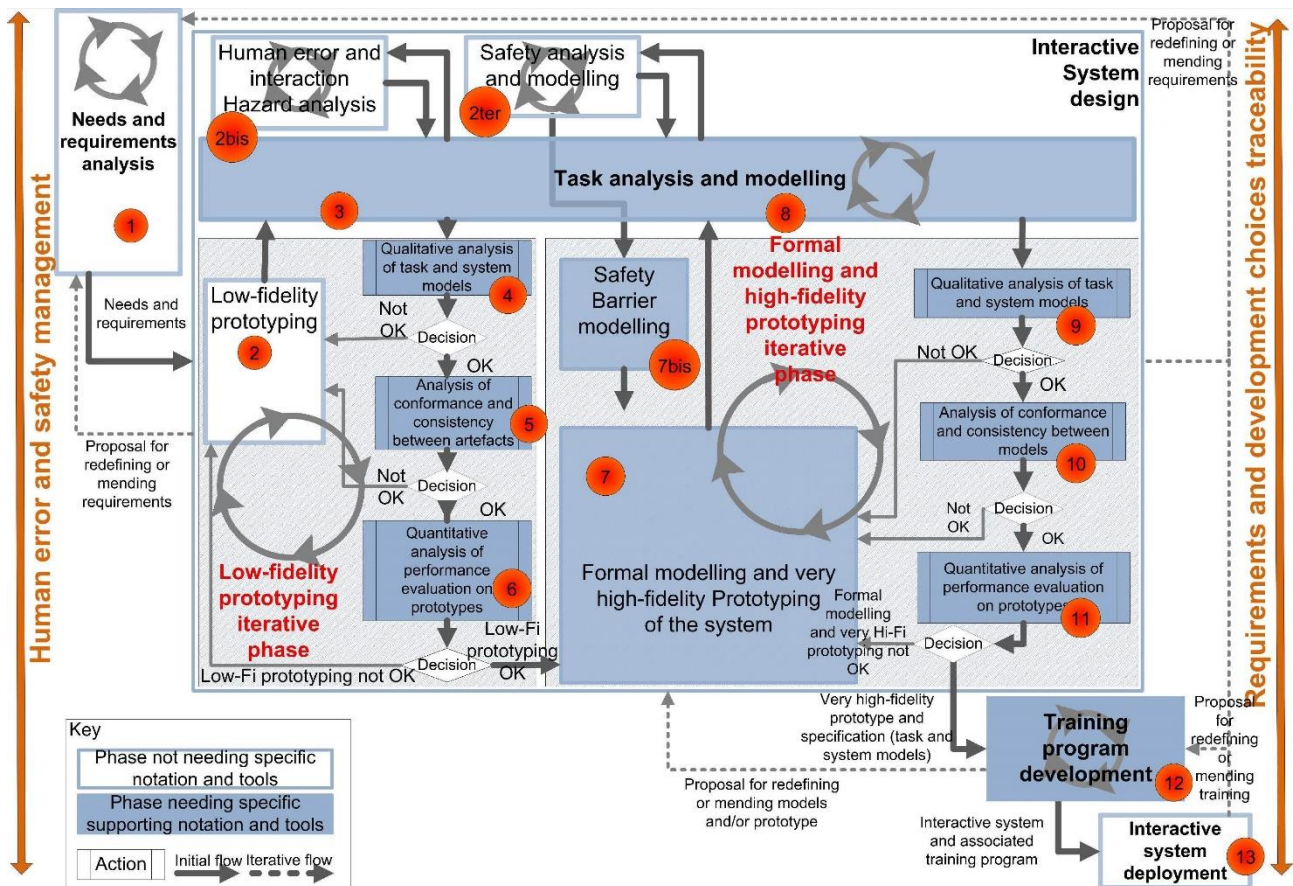 Human error and safety management
Needs and
requirements
analysis
1
Needs and
requirements
Proposal for
redefining or
mending
requirements
Human error and
interaction
Hazard analysis
2bis
Safety analysis
and modelling
2ter
Interactive
System
design
Proposal for
redefining or
mending
requirements
Requirements and development choices traceability
Task analysis and modelling
3
8
Low-fidelity
prototyping
2
Qualitative analysis
of task and system
models
4
Not
OK
Decision
OK
Analysis of
conformance and
consistency
between artefacts
5
Not
OK
Decision
OK
Quantitative
analysis of
performance
evaluation on
prototypes
6
Low-fidelity
prototyping
iterative
phase
Low-Fi prototyping not OK
Decision
Low-Fi
prototyping
OK
Safety
Barrier
modelling
7bis
Formal
modelling and
high-fidelity
prototyping
iterative
phase
7
Formal modelling and very
high-fidelity Prototyping
of the system
Qualitative analysis of task
and system models
9
Not OK
Decision
OK
Analysis of conformance
and consistency between
models
10
Not
OK
Decision
OK
Quantitative analysis of
performance evaluation
on prototypes
11
Formal
modelling
and very Hi-Fi
prototyping not
OK
Decision
Very high-fidelity
prototype and
specification (task and
system models)
Training
program
development
12
Proposal
for
redefining
or
mending
training
Proposal for redefining
or mending models
and/or prototype
Interactive system
and associated
training program
Interactive
system
deployment
13
Key
Phase not needing specific
notation and tools
Phase needing specific
supporting notation and tools
Action
Initial flow
Iterative flow